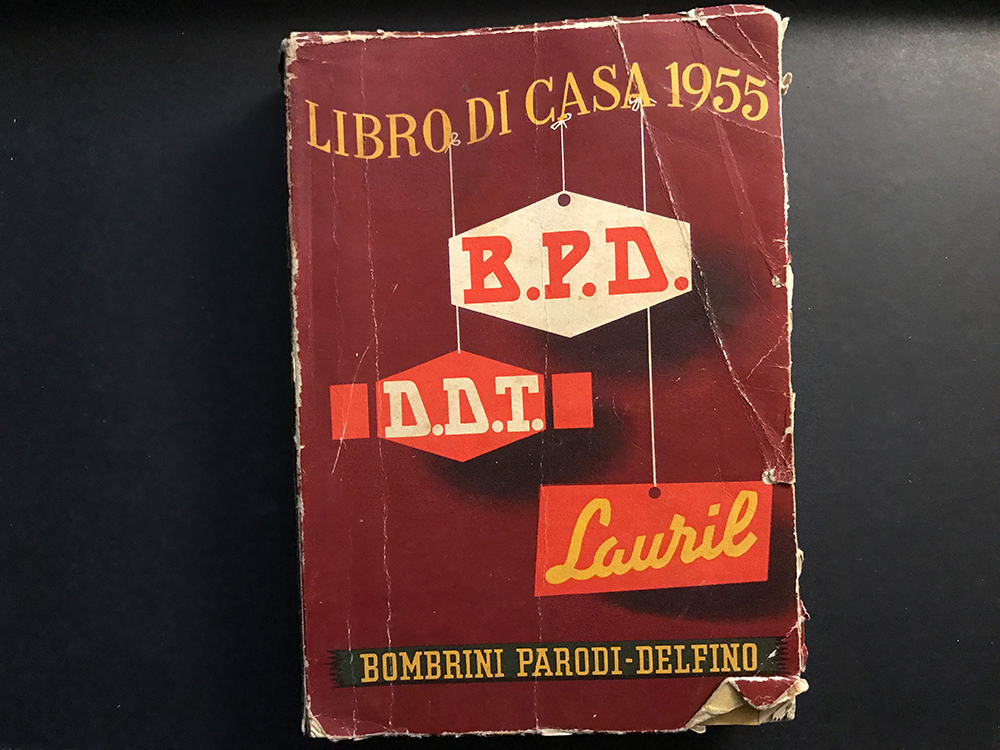 LIBRO DI CASA 1955
B.P.D.
D.D.T.
Lauril
BOMBRINI PARODI-DELFINO